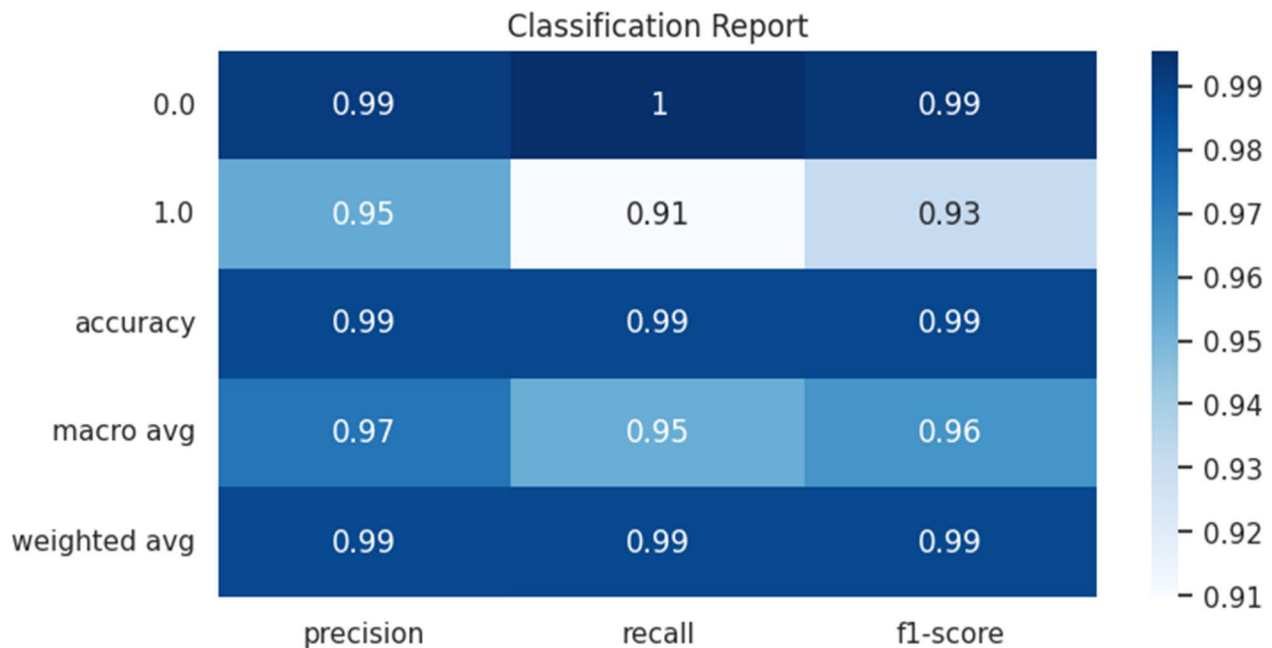 Classification Report
0.0 0.99 1 0.99
1.0 0.95 0.91 0.93
accuracy 0.99 0.99 0.99
macro avg 0.97 0.95 0.96
weighted avg 0.99 0.99 0.99
precision recall f1-score
0.99
0.98
0.97
0.96
0.95
0.94
0.93
0.92
0.91